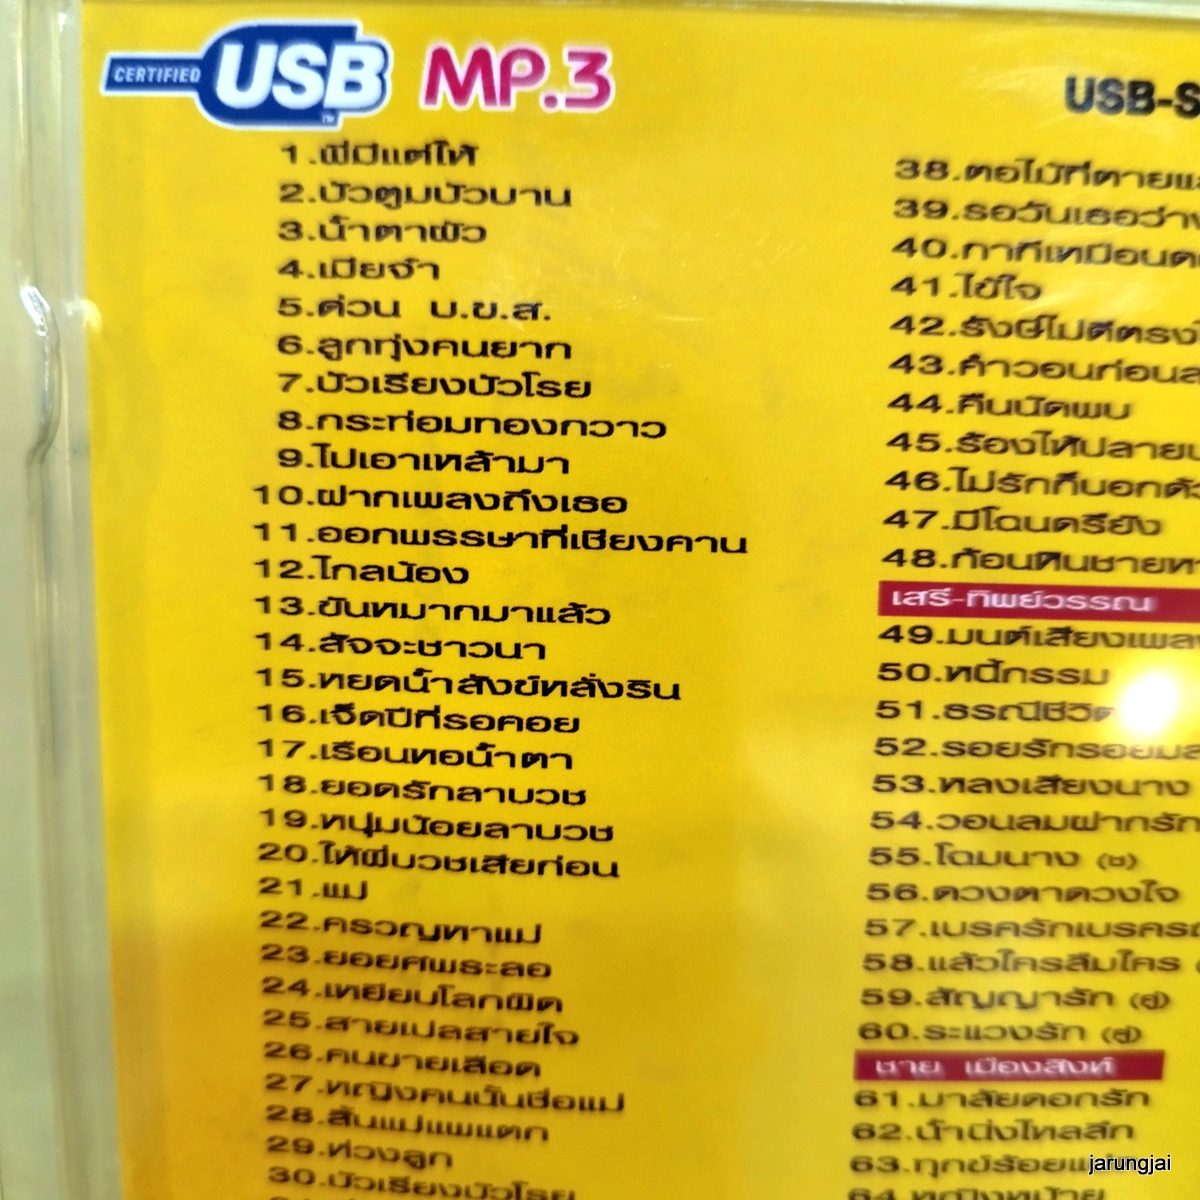 CERTIFIED USB TM MP.3
USB-S
1.พี่มีแต่ให้
2.บัวตูมบัวบาน
3.น้ำตาผัว
4.เมียจ๋า
5.ด่วน บ.ข.ส.
6.ลูกทุ่งคนยาก
7.บัวเรียงบัวโรย
8.กระท่อมทองกวาว
9.ไปเอาเหล้ามา
10.ฝากเพลงถึงเธอ
11.ออกพรรษาที่เชียงคาน
12.ไกลน้อง
13.ขันหมากมาแล้ว
14.สัจจะชาวนา
15.หยดน้ำสังข์หลั่งริน
16.เจ็ดปีที่รอคอย
17.เรือนหอน้ำตา
18.ยอดรักลาบวช
19.หนุ่มน้อยลาบวช
20.ให้พี่บวชเสียก่อน
21.แม่
22.ครวญหาแม่
23.ยอยศพระลอ
24.เหยียบโลกผิด
25.สายเปลสายใจ
26.คนขายเลือด
27.หญิงคนนั้นชื่อแม่
28.สิ้นแม่แพแตก
29.ห่วงลูก
30.บัวเรียงบัวโรย
38.ตอไม้ที่ตายแ
39.รอวันเธอว่า
40.กาทีเหมือนด
41.ไข้ใจ
42.รังษีไม่ดีตรง
43.คำวอนก่อนล
44.คืนนัดพบ
45.ร้องไห้ปลายเ
46.ไม่รักก็บอกตั
47.มีโฉนดรึยัง
48.ก้อนหินชายหา
เสรี-ทิพย์วรรณ
49.มนต์เสียงเพล
50.หนี้กรรม
51.ธรณีชีวิต
52.รอยรักรอยมล
53.หลงเสียงนาง
54.วอนลมฝากรัก
55.โฉมนาง (ช)
56.ดวงตาดวงใจ
57.เบรครักเบรคร
58.แล้วใครลืมใคร
59.สัญญารัก (คู่)
60.ระแวงรัก (คู่)
ชาย เมืองสิงห์
61.มาลัยดอกรัก
62.น้ำนิ่งไหลลึก
63.ทุกข์ร้อยแ
64.หญิงหม้าย
jarungjai